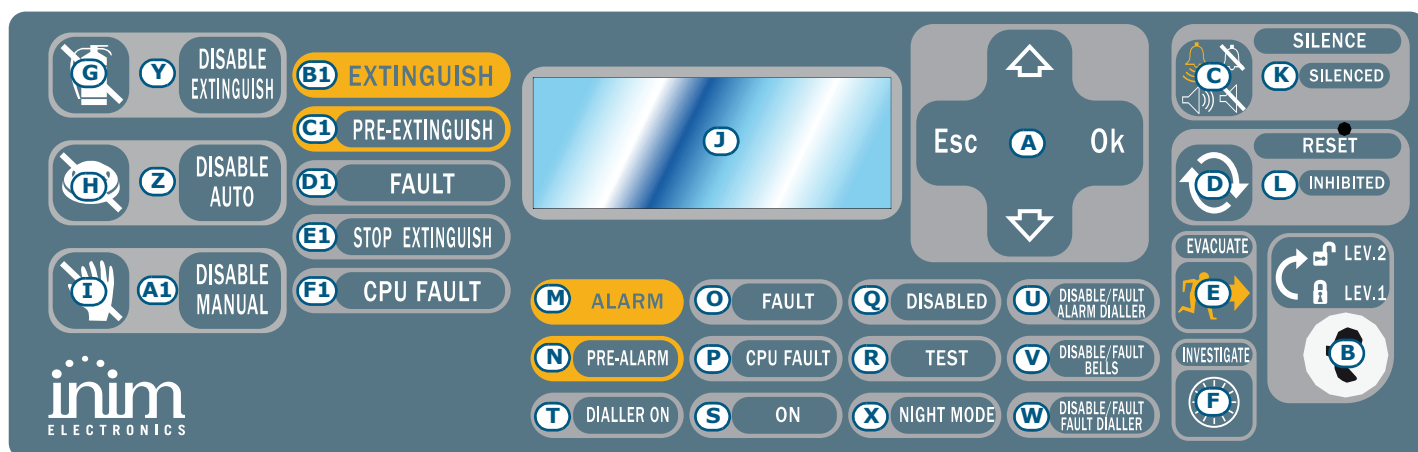 G
Y
DISABLE
EXTINGUISH
H
Z
DISABLE
AUTO
I
A1
DISABLE
MANUAL
inim
ELECTRONICS
B1 EXTINGUISH
C1 PRE-EXTINGUISH
D1 FAULT
E1 STOP EXTINGUISH
F1 CPU FAULT
J
Esc A Ok
M ALARM
N PRE-ALARM
T DIALLER ON
O FAULT
P CPU FAULT
S ON
Q DISABLED
R TEST
X NIGHT MODE
U DISABLE/FAULT
ALARM DIALLER
V DISABLE/FAULT
BELLS
W DISABLE/FAULT
FAULT DIALLER
SILENCE
C
K SILENCED
RESET
D
L INHIBITED
EVACUATE
E
INVESTIGATE
F
LEV.2
LEV.1
B